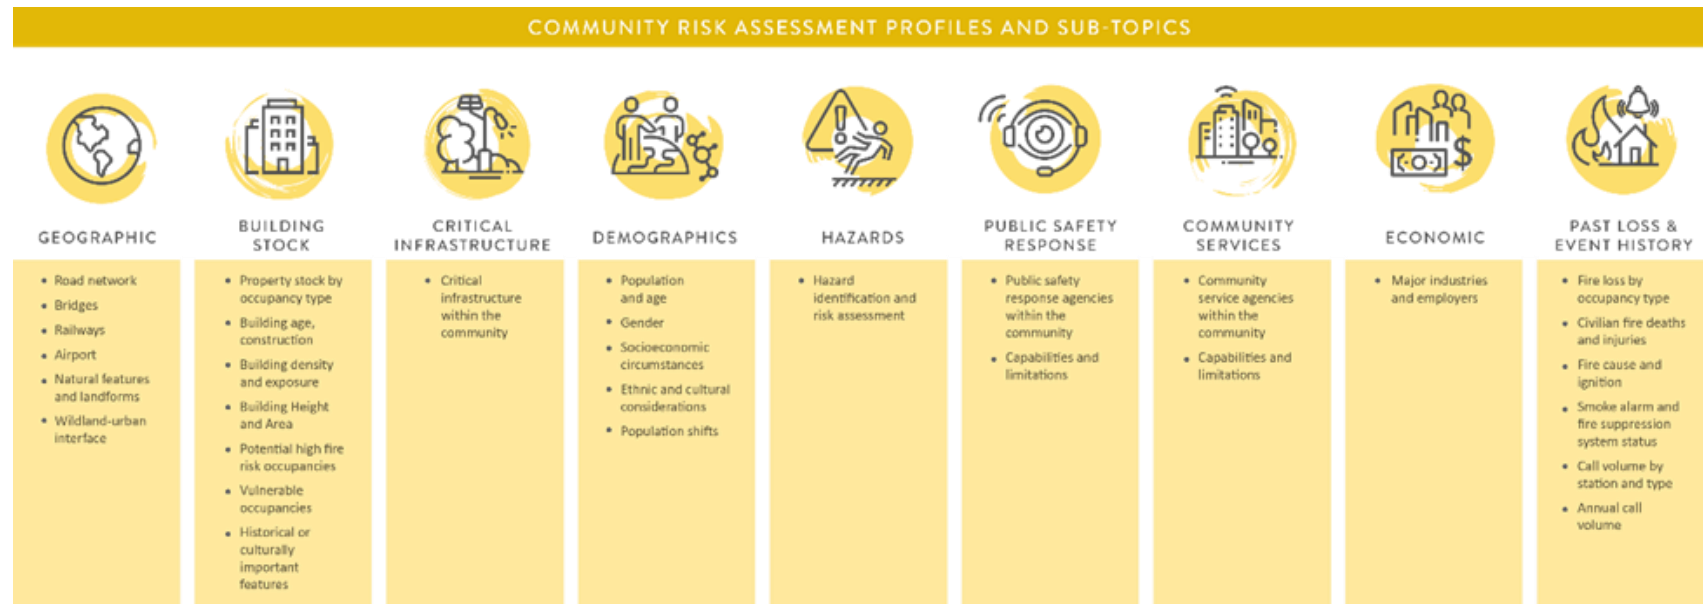 COMMUNITY RISK ASSESSMENT PROFILES AND SUB-TOPICS
GEOGRAPHIC
• Road network
• Bridges
• Railways
• Airport
• Natural features
and landforms
• Wildland-urban
interface
BUILDING
STOCK
• Property stock by
occupancy type
• Building age,
construction
• Building density
and exposure
• Building Height
and Area
• Potential high fire
risk occupancies
• Vulnerable
occupancies
• Historical or
culturally
important
features
CRITICAL
INFRASTRUCTURE
• Critical
infrastructure
within the
community
DEMOGRAPHICS
• Population
and age
• Gender
• Socioeconomic
circumstances
• Ethnic and cultural
considerations
• Population shifts
HAZARDS
• Hazard
identification and
risk assessment
PUBLIC SAFETY
RESPONSE
• Public safety
response agencies
within the
community
• Capabilities and
limitations
COMMUNITY
SERVICES
• Community
service agencies
within the
community
• Capabilities and
limitations
ECONOMIC
• Major industries
and employers
PAST LOSS &
EVENT HISTORY
• Fire loss by
occupancy type
• Civilian fire deaths
and injuries
• Fire cause and
ignition
• Smoke alarm and
fire suppression
system status
• Call volume by
station and type
• Annual call
volume